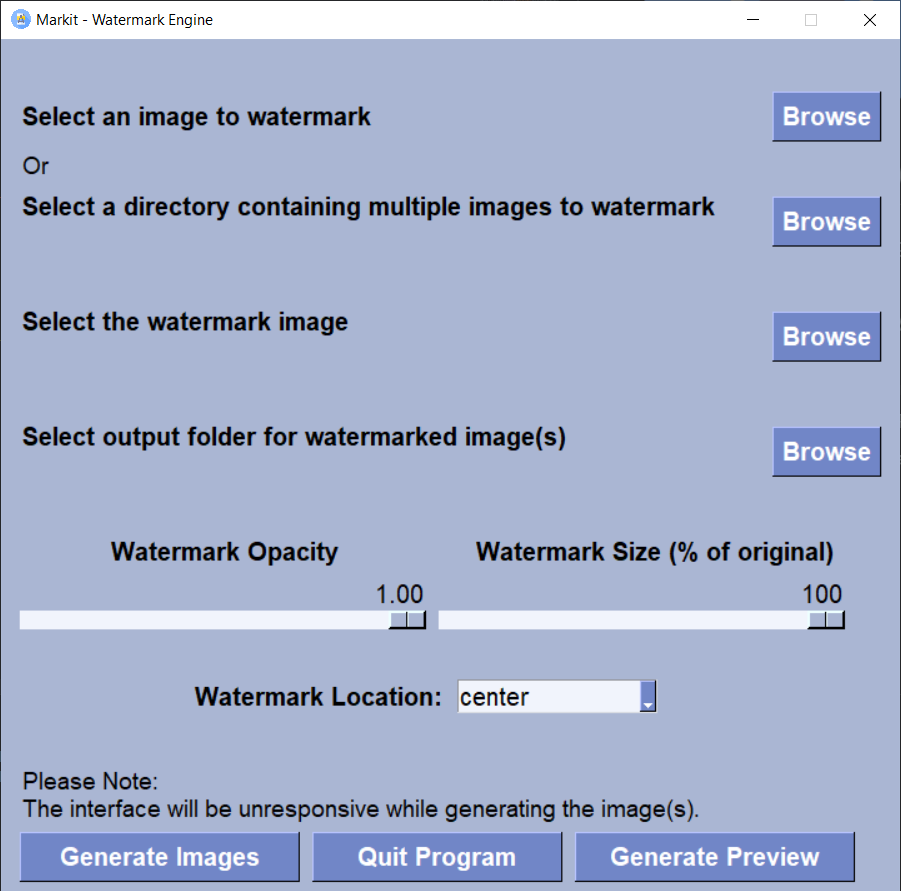 Markit - Watermark Engine
Select an image to watermark
Browse
Or
Select a directory containing multiple images to watermark
Browse
Select the watermark image
Browse
Select output folder for watermarked image(s)
Browse
Watermark Opacity
Watermark Size (% of original)
1.00
100
Watermark Location:
center
Please Note:
The interface will be unresponsive while generating the image(s).
Generate Images
Quit Program
Generate Preview